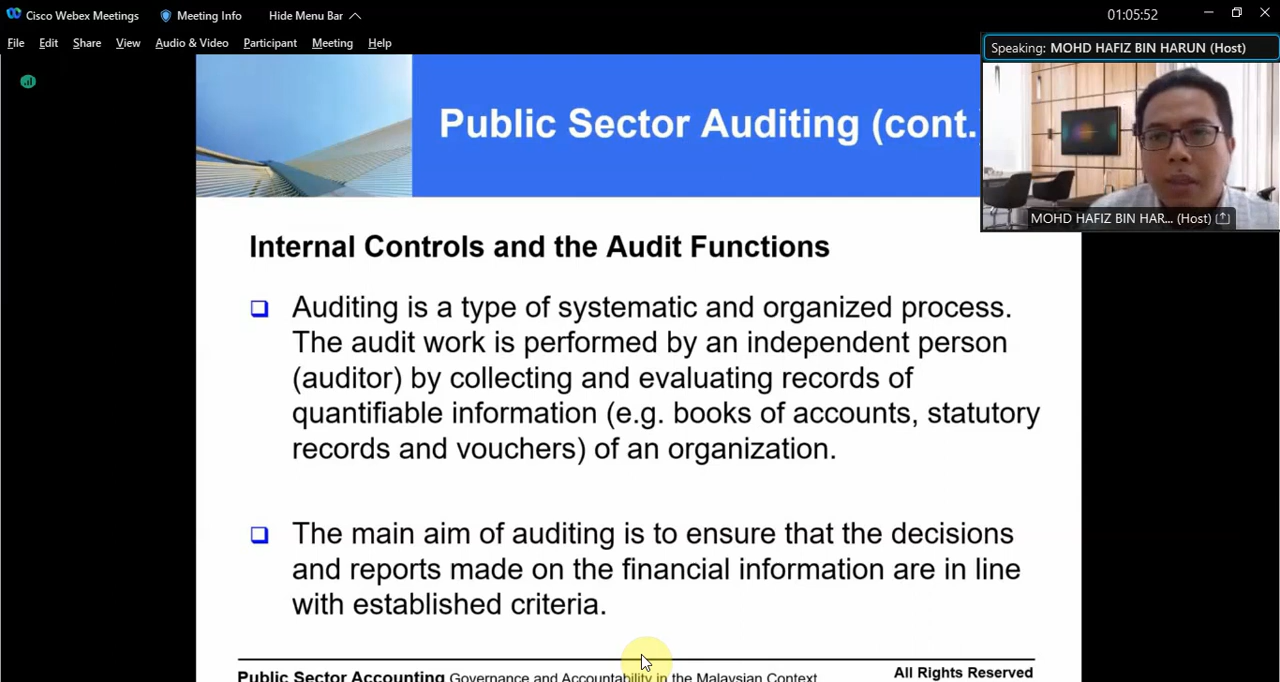 Cisco Webex Meetings Meeting Info Hide Menu Bar 01:05:52
File Edit Share View Audio & Video Participant Meeting Help
Speaking: MOHD HAFIZ BIN HARUN (Host)
Public Sector Auditing (cont.
MOHD HAFIZ BIN HAR... (Host)
Internal Controls and the Audit Functions
Auditing is a type of systematic and organized process.
The audit work is performed by an independent person
(auditor) by collecting and evaluating records of
quantifiable information (e.g. books of accounts, statutory
records and vouchers) of an organization.
The main aim of auditing is to ensure that the decisions
and reports made on the financial information are in line
with established criteria.
Public Sector Accounting Governance and Accountability in the Malaysian Context
All Rights Reserved